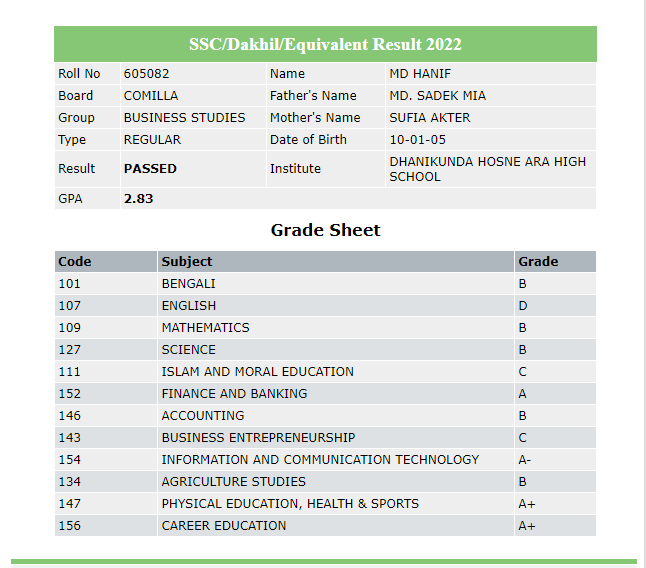 SSC/Dakhil/Equivalent Result 2022
Roll No 605082 Name MD HANIF
Board COMILLA Father's Name MD. SADEK MIA
Group BUSINESS STUDIES Mother's Name SUFIA AKTER
Type REGULAR Date of Birth 10-01-05
Result PASSED Institute DHANIKUNDA HOSNE ARA HIGH
SCHOOL
GPA 2.83
Grade Sheet
Code Subject Grade
101 BENGALI B
107 ENGLISH D
109 MATHEMATICS B
127 SCIENCE B
111 ISLAM AND MORAL EDUCATION C
152 FINANCE AND BANKING A
146 ACCOUNTING B
143 BUSINESS ENTREPRENEURSHIP C
154 INFORMATION AND COMMUNICATION TECHNOLOGY A-
134 AGRICULTURE STUDIES B
147 PHYSICAL EDUCATION, HEALTH & SPORTS A+
156 CAREER EDUCATION A+